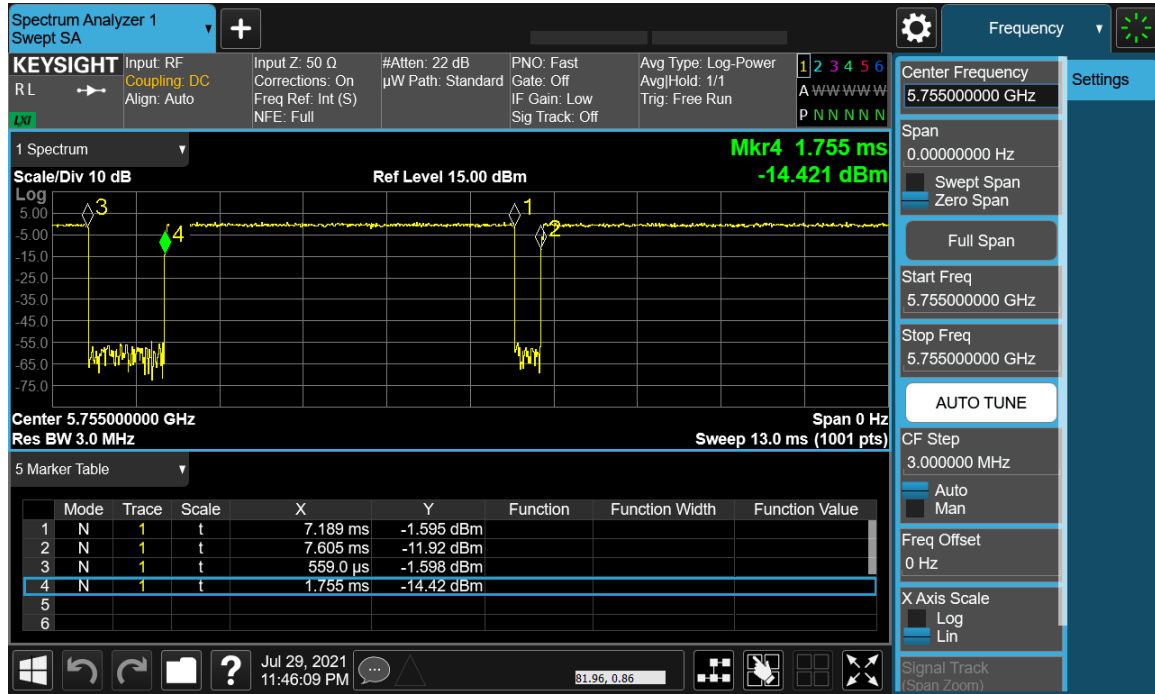 Spectrum Analyzer 1
Swept SA
+
Frequency
KEYSIGHT
RL
LXI
Input: RF
Coupling: DC
Align: Auto
Input Z: 50 Ω
Corrections: On
Freq Ref: Int (S)
NFE: Full
#Atten: 22 dB
µW Path: Standard
PNO: Fast
Gate: Off
IF Gain: Low
Sig Track: Off
Avg Type: Log-Power
Avg|Hold: 1/1
Trig: Free Run
1 2 3 4 5 6
A W W W W W
P N N N N N
Center Frequency
5.755000000 GHz
Settings
Span
0.00000000 Hz
Swept Span
Zero Span
Full Span
Start Freq
5.755000000 GHz
Stop Freq
5.755000000 GHz
AUTO TUNE
CF Step
3.000000 MHz
Auto
Man
Freq Offset
0 Hz
X Axis Scale
Log
Lin
Signal Track
(Span Zoom)
1 Spectrum
Mkr4 1.755 ms
Scale/Div 10 dB
Ref Level 15.00 dBm
-14.421 dBm
Log
5.00
-5.00
-15.0
-25.0
-35.0
-45.0
-55.0
-65.0
-75.0
3
4
1
2
Center 5.755000000 GHz
Span 0 Hz
Res BW 3.0 MHz
Sweep 13.0 ms (1001 pts)
5 Marker Table
Mode Trace Scale X Y Function Function Width Function Value
1 N 1 t 7.189 ms -1.595 dBm
2 N 1 t 7.605 ms -11.92 dBm
3 N 1 t 559.0 µs -1.598 dBm
4 N 1 t 1.755 ms -14.42 dBm
5
6
?
Jul 29, 2021
11:46:09 PM
81.96, 0.86